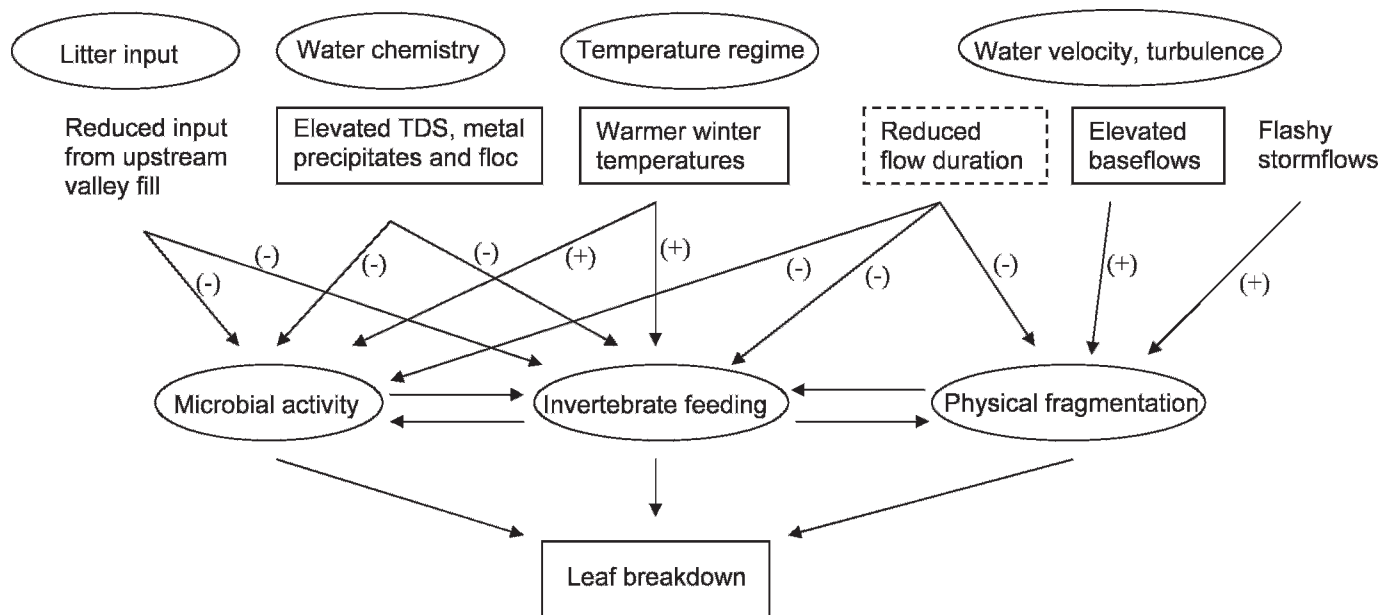 Litter input
Water chemistry
Temperature regime
Water velocity, turbulence
Reduced input
from upstream
valley fill
Elevated TDS, metal
precipitates and floc
Warmer winter
temperatures
Reduced
flow duration
Elevated
baseflows
Flashy
stormflows
(-)
(-)
(-)
(-)
(+)
(+)
(-)
(-)
(-)
(+)
(+)
Microbial activity
Invertebrate feeding
Physical fragmentation
Leaf breakdown